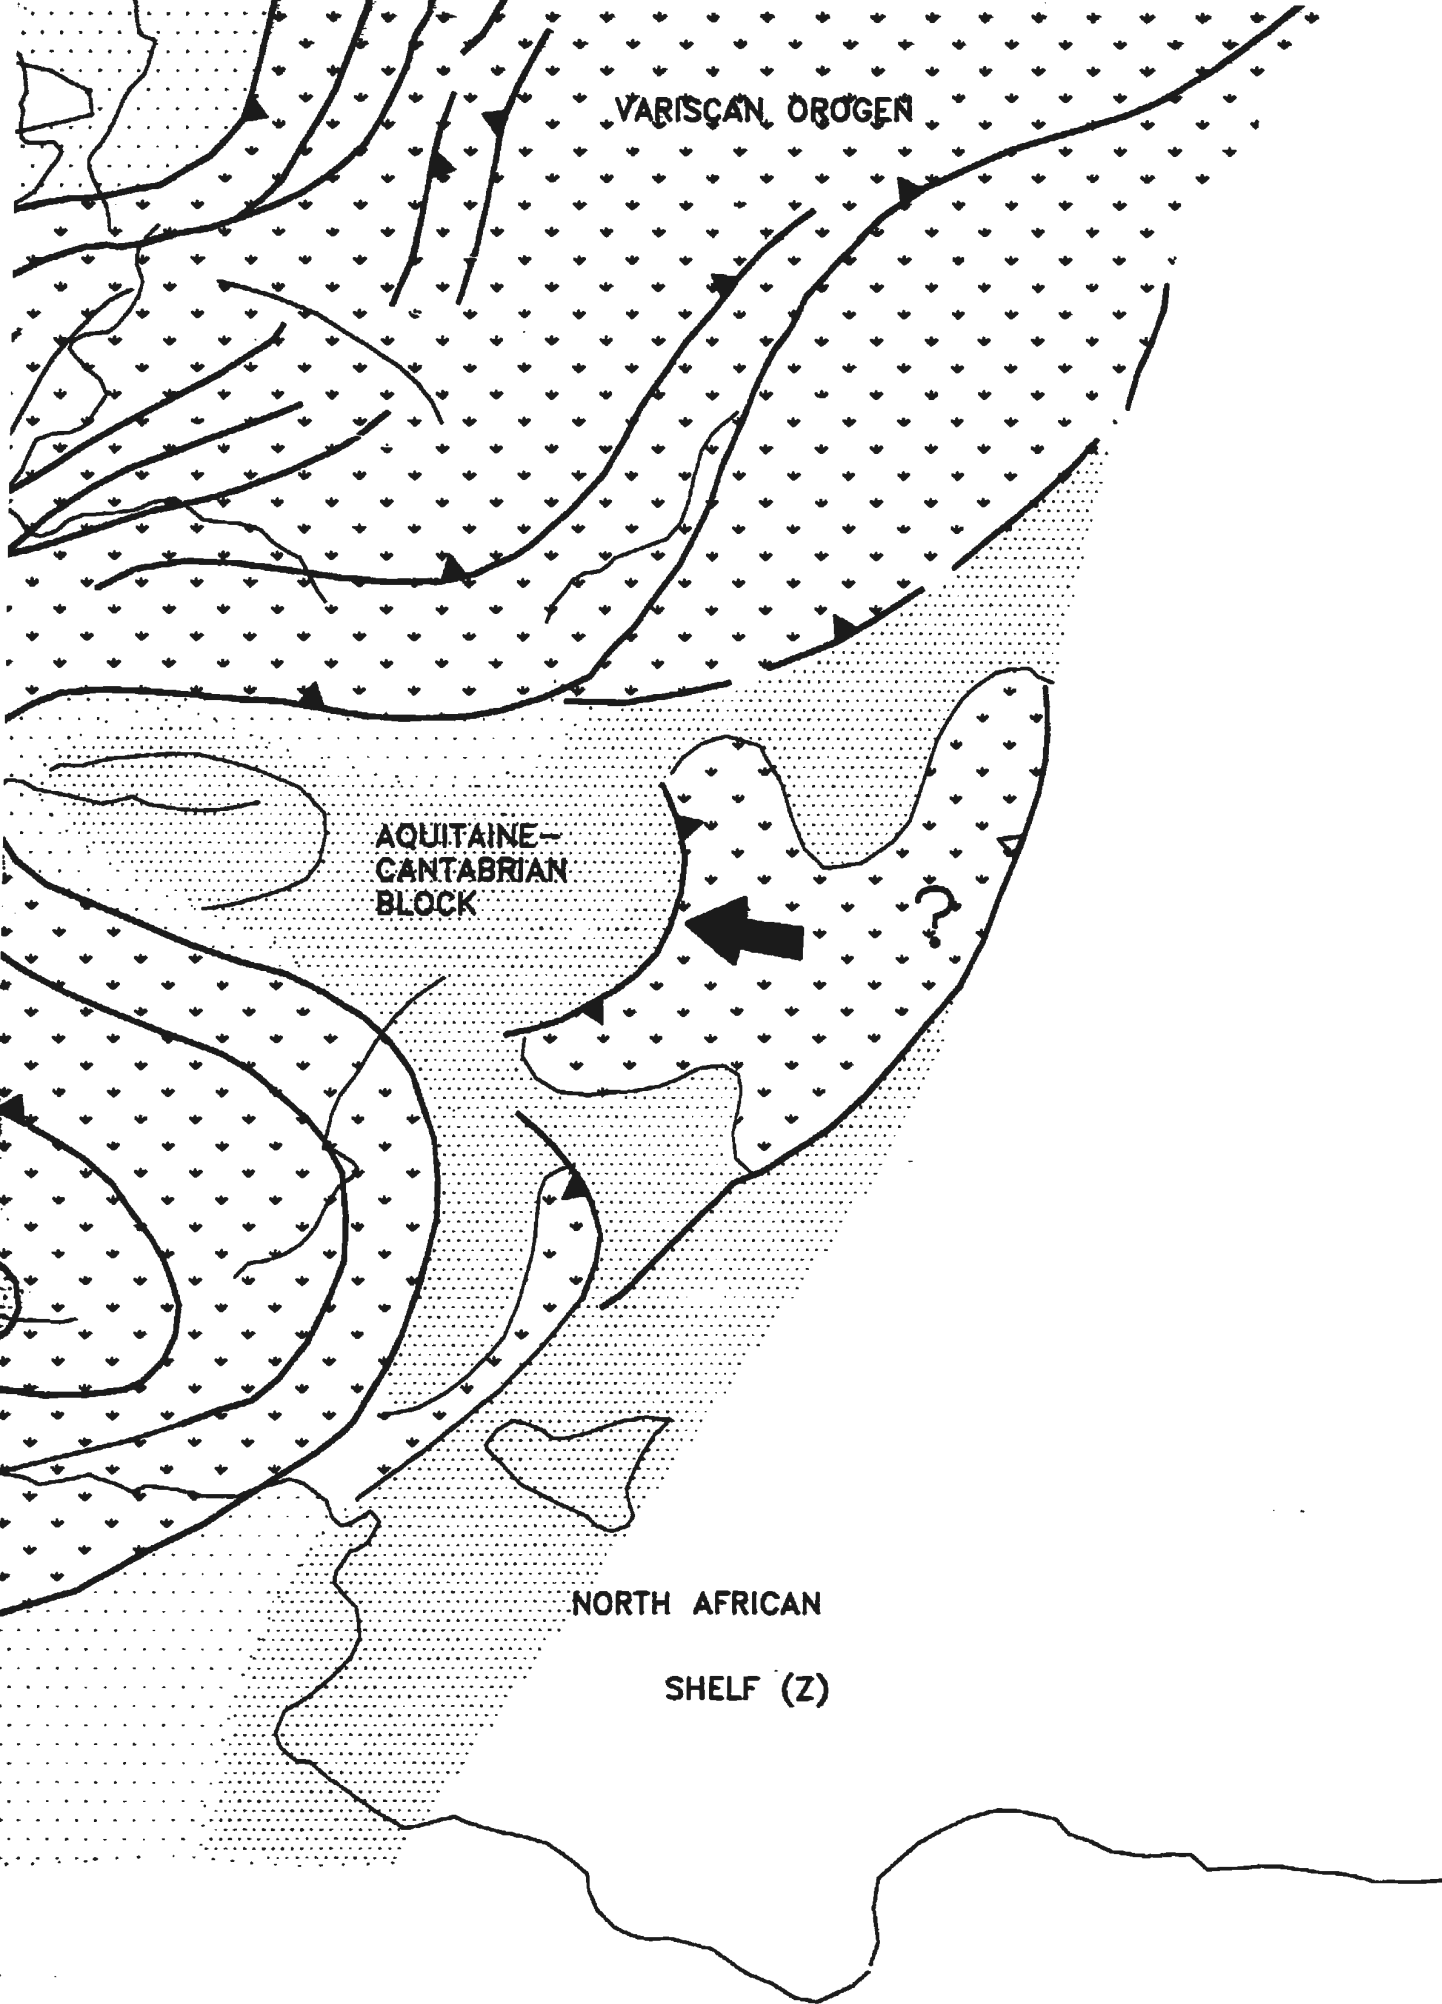 VARISCAN OROGEN
AQUITAINE–
CANTABRIAN
BLOCK
?
NORTH AFRICAN
SHELF (Z)